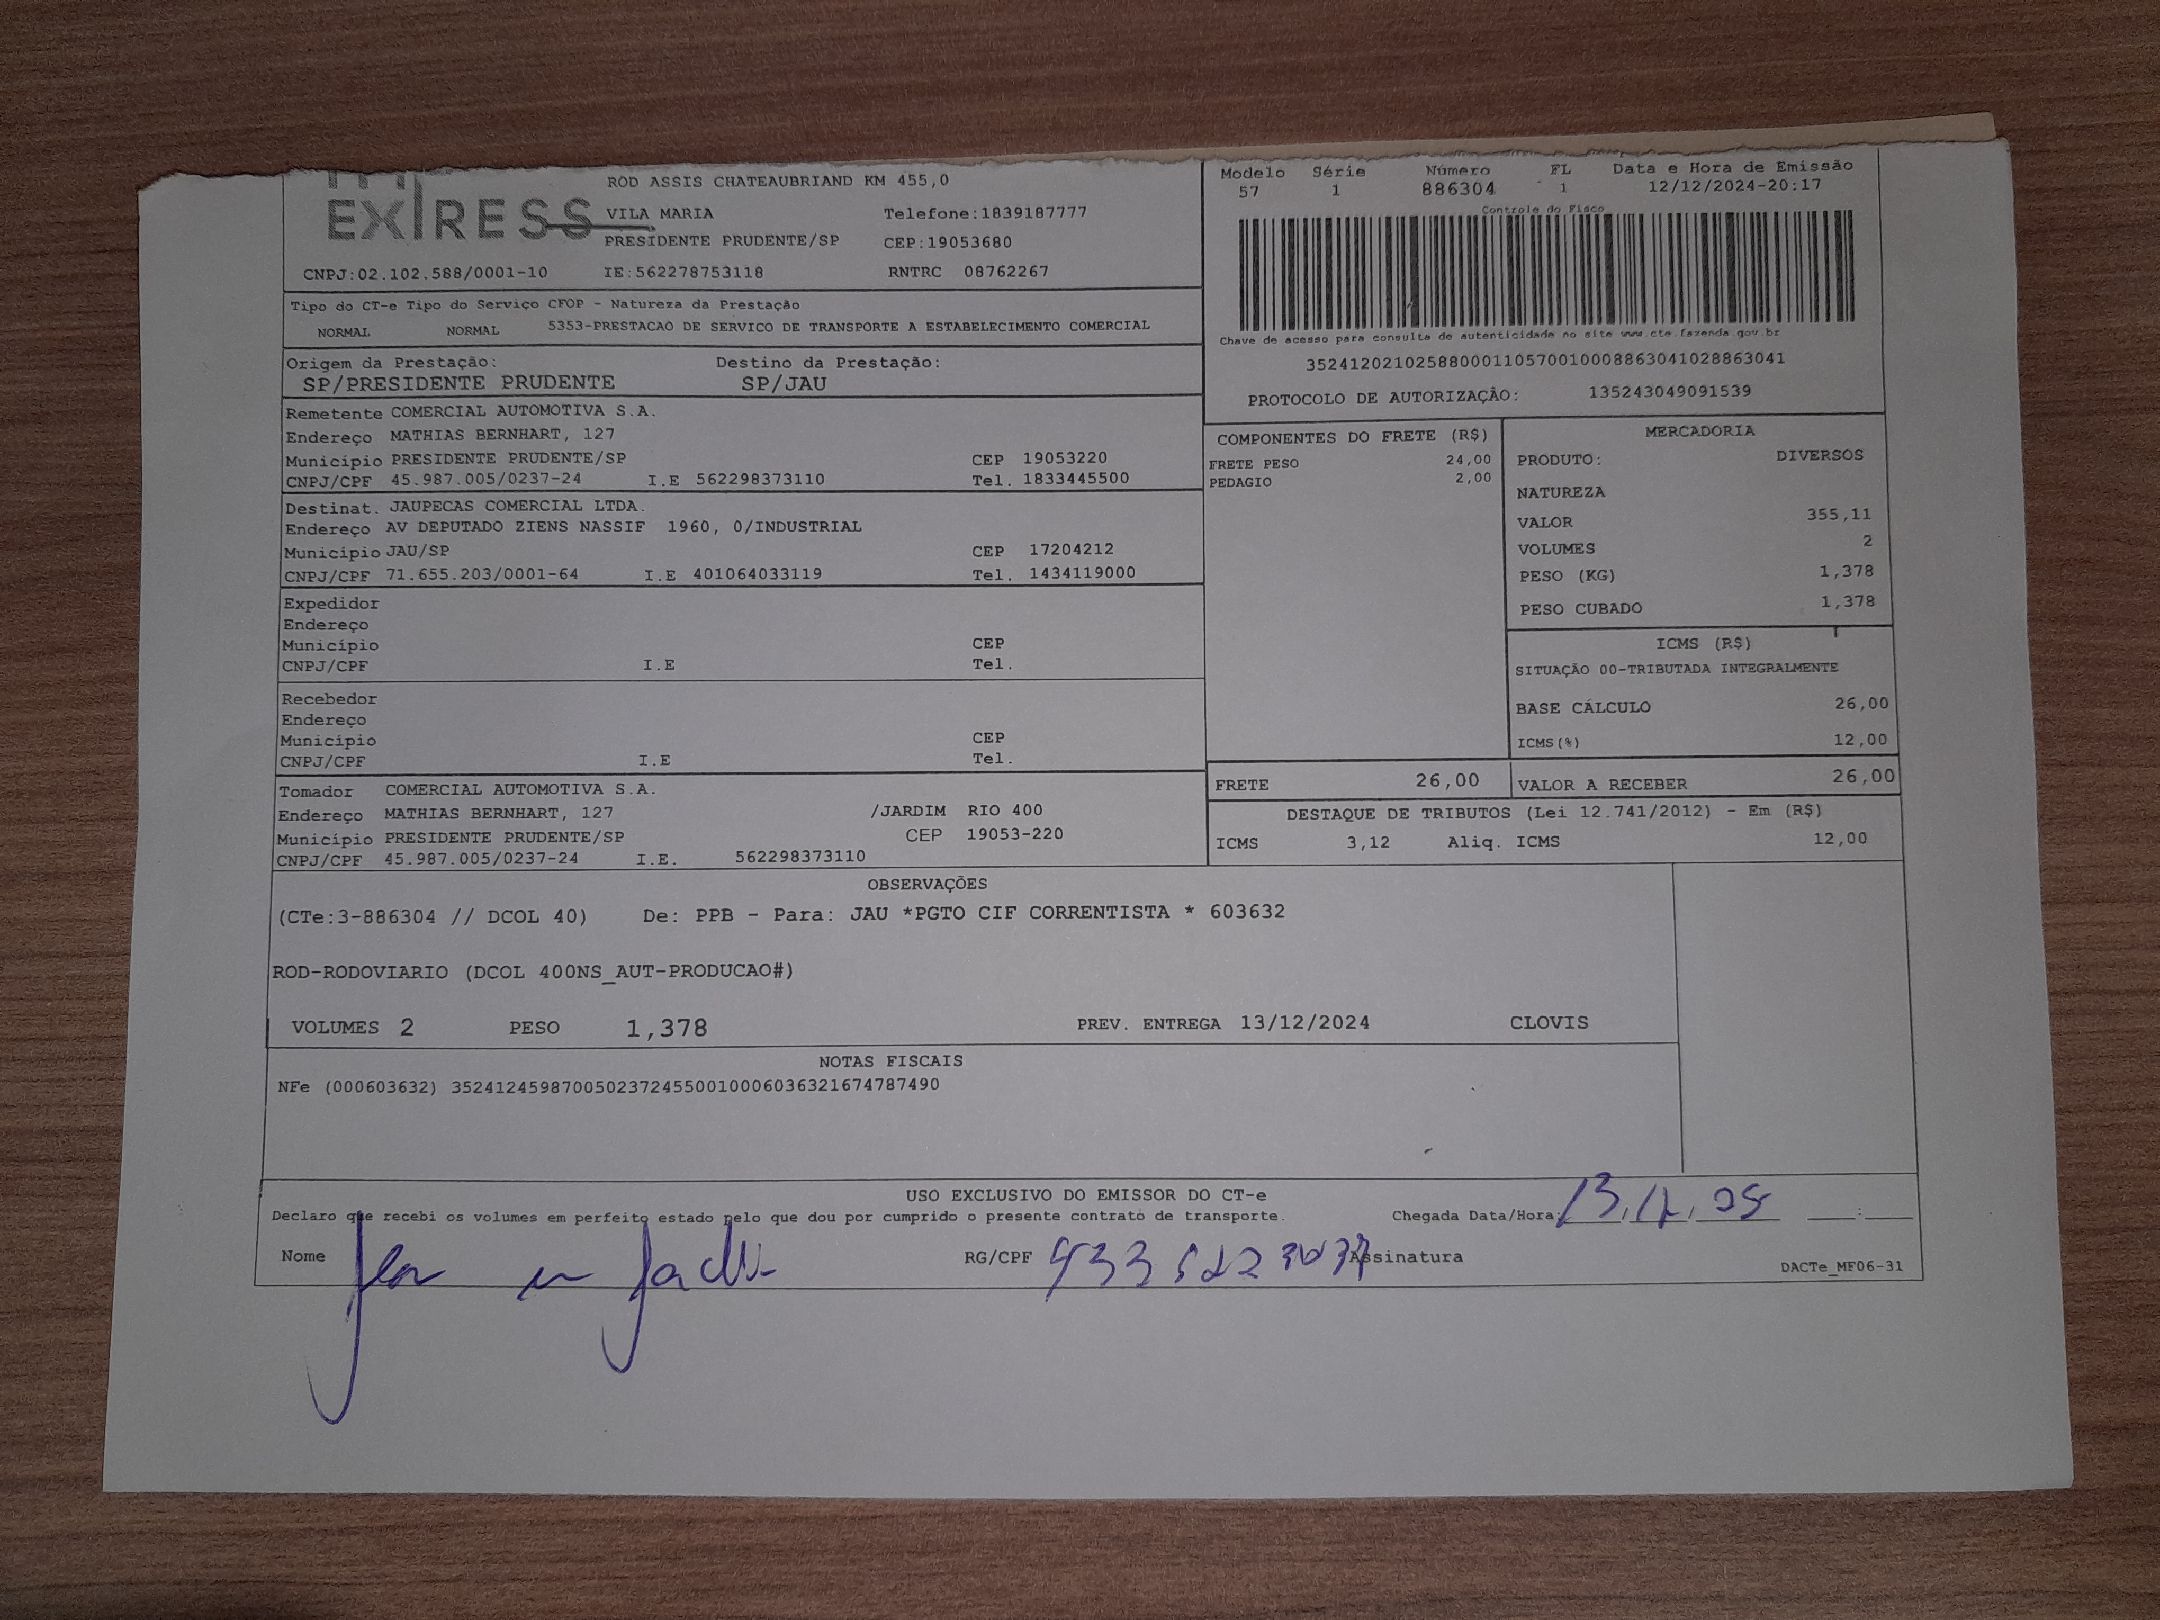 EXPRESS
ROD ASSIS CHATEAUBRIAND KM 455,0
VILA MARIA Telefone:1839187777
PRESIDENTE PRUDENTE/SP CEP:19053680
CNPJ:02.102.588/0001-10 IE:562278753118 RNTRC 08762267
Modelo Série Número FL Data e Hora de Emissão
57 1 886304 1 12/12/2024-20:17
Controle do Fisco
Chave de acesso para consulta de autenticidade no site www.cte.fazenda.gov.br
35241202102588000110570010008863041028863041
PROTOCOLO DE AUTORIZAÇÃO: 135243049091539
Tipo do CT-e Tipo do Serviço CFOP - Natureza da Prestação
NORMAL NORMAL 5353-PRESTACAO DE SERVICO DE TRANSPORTE A ESTABELECIMENTO COMERCIAL
Origem da Prestação: Destino da Prestação:
SP/PRESIDENTE PRUDENTE SP/JAU
Remetente COMERCIAL AUTOMOTIVA S.A.
Endereço MATHIAS BERNHART, 127
Município PRESIDENTE PRUDENTE/SP CEP 19053220
CNPJ/CPF 45.987.005/0237-24 I.E 562298373110 Tel. 1833445500
Destinat. JAUPECAS COMERCIAL LTDA.
Endereço AV DEPUTADO ZIENS NASSIF 1960, 0/INDUSTRIAL
Município JAU/SP CEP 17204212
CNPJ/CPF 71.655.203/0001-64 I.E 401064033119 Tel. 1434119000
Expedidor
Endereço
Município CEP
CNPJ/CPF I.E Tel.
Recebedor
Endereço
Município CEP
CNPJ/CPF I.E Tel.
Tomador COMERCIAL AUTOMOTIVA S.A.
Endereço MATHIAS BERNHART, 127 /JARDIM RIO 400
Município PRESIDENTE PRUDENTE/SP CEP 19053-220
CNPJ/CPF 45.987.005/0237-24 I.E. 562298373110
COMPONENTES DO FRETE (R$)
FRETE PESO 24,00
PEDAGIO 2,00
MERCADORIA
PRODUTO: DIVERSOS
NATUREZA
VALOR 355,11
VOLUMES 2
PESO (KG) 1,378
PESO CUBADO 1,378
ICMS (R$)
SITUAÇÃO 00-TRIBUTADA INTEGRALMENTE
BASE CÁLCULO 26,00
ICMS(%) 12,00
FRETE 26,00 VALOR A RECEBER 26,00
DESTAQUE DE TRIBUTOS (Lei 12.741/2012) - Em (R$)
ICMS 3,12 Aliq. ICMS 12,00
OBSERVAÇÕES
(CTe:3-886304 // DCOL 40) De: PPB - Para: JAU *PGTO CIF CORRENTISTA * 603632
ROD-RODOVIARIO (DCOL 400NS_AUT-PRODUCAO#)
VOLUMES 2 PESO 1,378 PREV. ENTREGA 13/12/2024 CLOVIS
NOTAS FISCAIS
NFe (000603632) 35241245987005023724550010006036321674787490
USO EXCLUSIVO DO EMISSOR DO CT-e
Declaro que recebi os volumes em perfeito estado pelo que dou por cumprido o presente contrato de transporte. Chegada Data/Hora
Nome RG/CPF Assinatura
DACTe_MF06-31